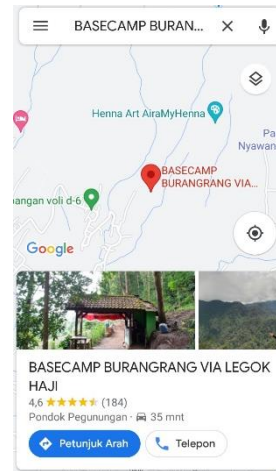 BASECAMP BURAN...
Henna Art AiraMyHenna
Pa
Nyawan
BASECAMP
BURANGRANG VIA...
angan voli d-6
Google
BASECAMP BURANGRANG VIA LEGOK
HAJI
4,6 (184)
Pondok Pegunungan · 35 mnt
Petunjuk Arah
Telepon